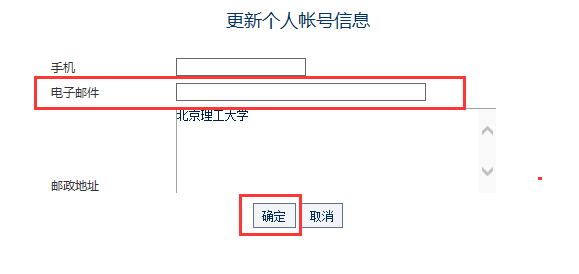 更新个人帐号信息
手机
电子邮件
北京理工大学
邮政地址
确定 取消